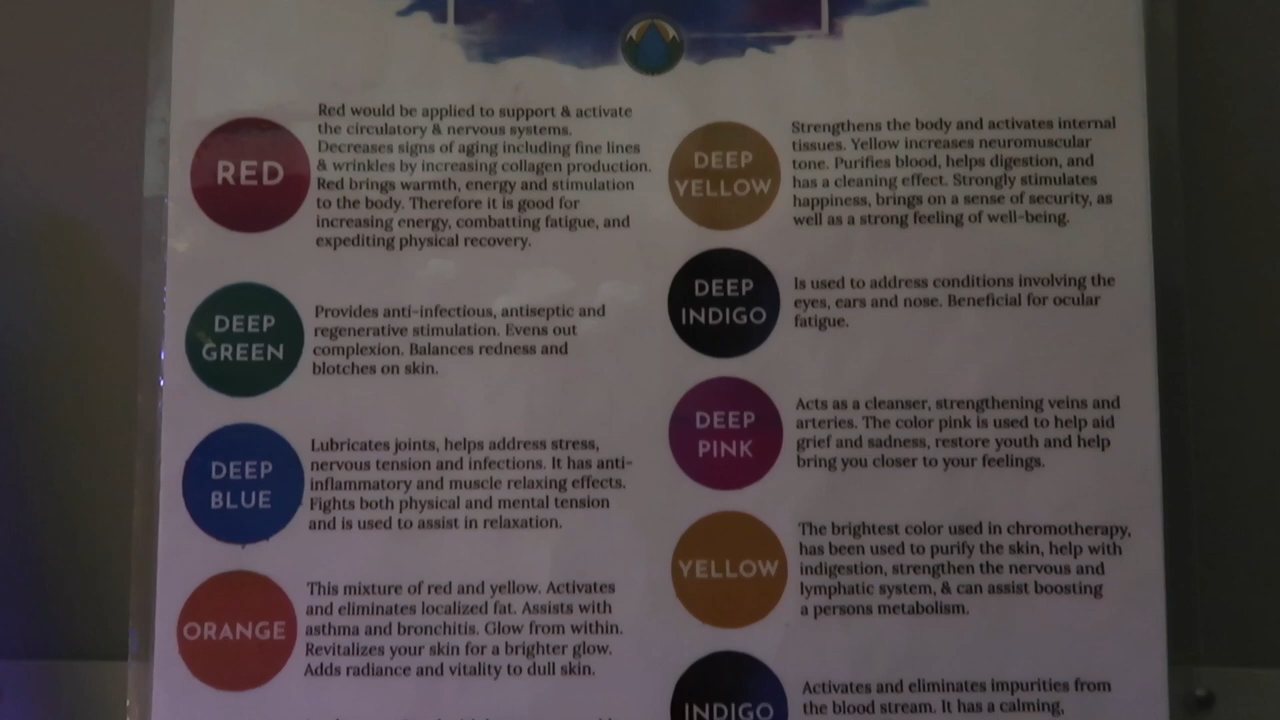 RED
Red would be applied to support & activate
the circulatory & nervous systems.
Decreases signs of aging including fine lines
& wrinkles by increasing collagen production.
Red brings warmth, energy and stimulation
to the body. Therefore it is good for
increasing energy, combatting fatigue, and
expediting physical recovery.
DEEP
GREEN
Provides anti-infectious, antiseptic and
regenerative stimulation. Evens out
complexion. Balances redness and
blotches on skin.
DEEP
BLUE
Lubricates joints, helps address stress,
nervous tension and infections. It has anti-
inflammatory and muscle relaxing effects.
Fights both physical and mental tension
and is used to assist in relaxation.
ORANGE
This mixture of red and yellow. Activates
and eliminates localized fat. Assists with
asthma and bronchitis. Glow from within.
Revitalizes your skin for a brighter glow.
Adds radiance and vitality to dull skin.
DEEP
YELLOW
Strengthens the body and activates internal
tissues. Yellow increases neuromuscular
tone. Purifies blood, helps digestion, and
has a cleaning effect. Strongly stimulates
happiness, brings on a sense of security, as
well as a strong feeling of well-being.
DEEP
INDIGO
Is used to address conditions involving the
eyes, ears and nose. Beneficial for ocular
fatigue.
DEEP
PINK
Acts as a cleanser, strengthening veins and
arteries. The color pink is used to help aid
grief and sadness, restore youth and help
bring you closer to your feelings.
YELLOW
The brightest color used in chromotherapy,
has been used to purify the skin, help with
indigestion, strengthen the nervous and
lymphatic system, & can assist boosting
a persons metabolism.
INDIGO
Activates and eliminates impurities from
the blood stream. It has a calming,